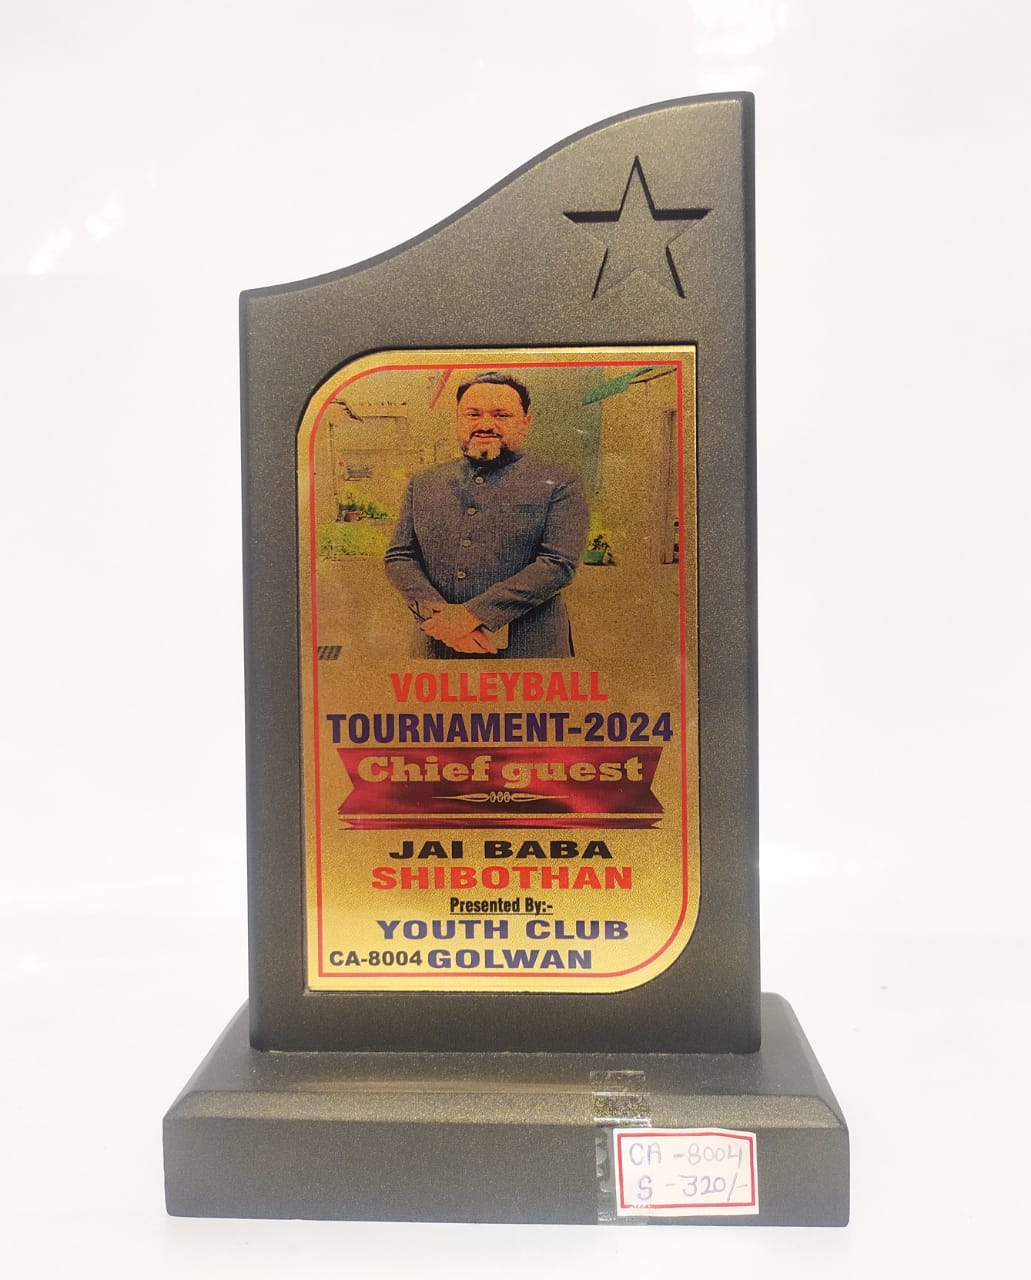 VOLLEYBALL
TOURNAMENT-2024
Chief guest
JAI BABA
SHIBOTHAN
Presented By:-
YOUTH CLUB
CA-8004 GOLWAN
CA -8004
S -320/-